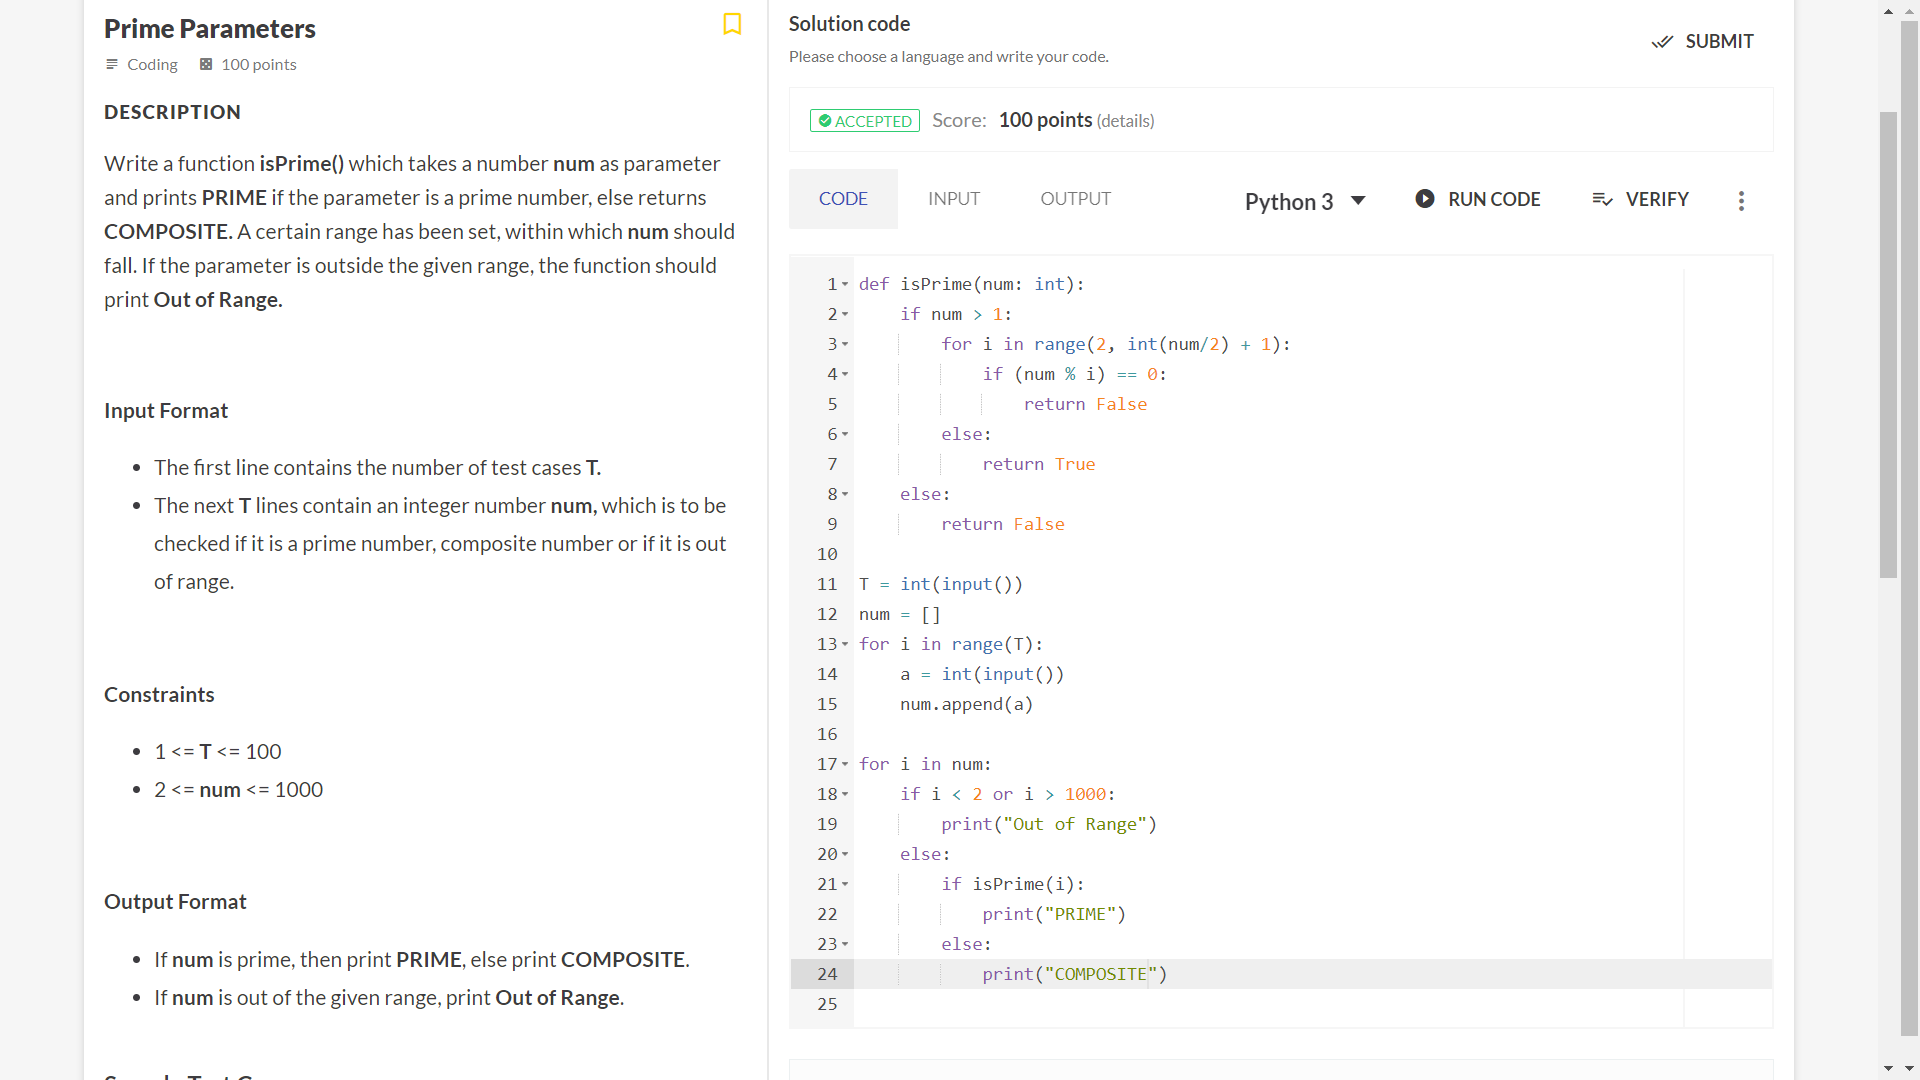 Prime Parameters
Coding 100 points
DESCRIPTION
Write a function isPrime() which takes a number num as parameter
and prints PRIME if the parameter is a prime number, else returns
COMPOSITE. A certain range has been set, within which num should
fall. If the parameter is outside the given range, the function should
print Out of Range.
Input Format
The first line contains the number of test cases T.
The next T lines contain an integer number num, which is to be
checked if it is a prime number, composite number or if it is out
of range.
Constraints
1 <= T <= 100
2 <= num <= 1000
Output Format
If num is prime, then print PRIME, else print COMPOSITE.
If num is out of the given range, print Out of Range.
Solution code
Please choose a language and write your code.
SUBMIT
ACCEPTED Score: 100 points (details)
CODE INPUT OUTPUT Python 3 RUN CODE VERIFY
1 def isPrime(num: int):
2     if num > 1:
3         for i in range(2, int(num/2) + 1):
4             if (num % i) == 0:
5                 return False
6         else:
7             return True
8     else:
9         return False
10
11 T = int(input())
12 num = []
13 for i in range(T):
14     a = int(input())
15     num.append(a)
16
17 for i in num:
18     if i < 2 or i > 1000:
19         print("Out of Range")
20     else:
21         if isPrime(i):
22             print("PRIME")
23         else:
24             print("COMPOSITE")
25